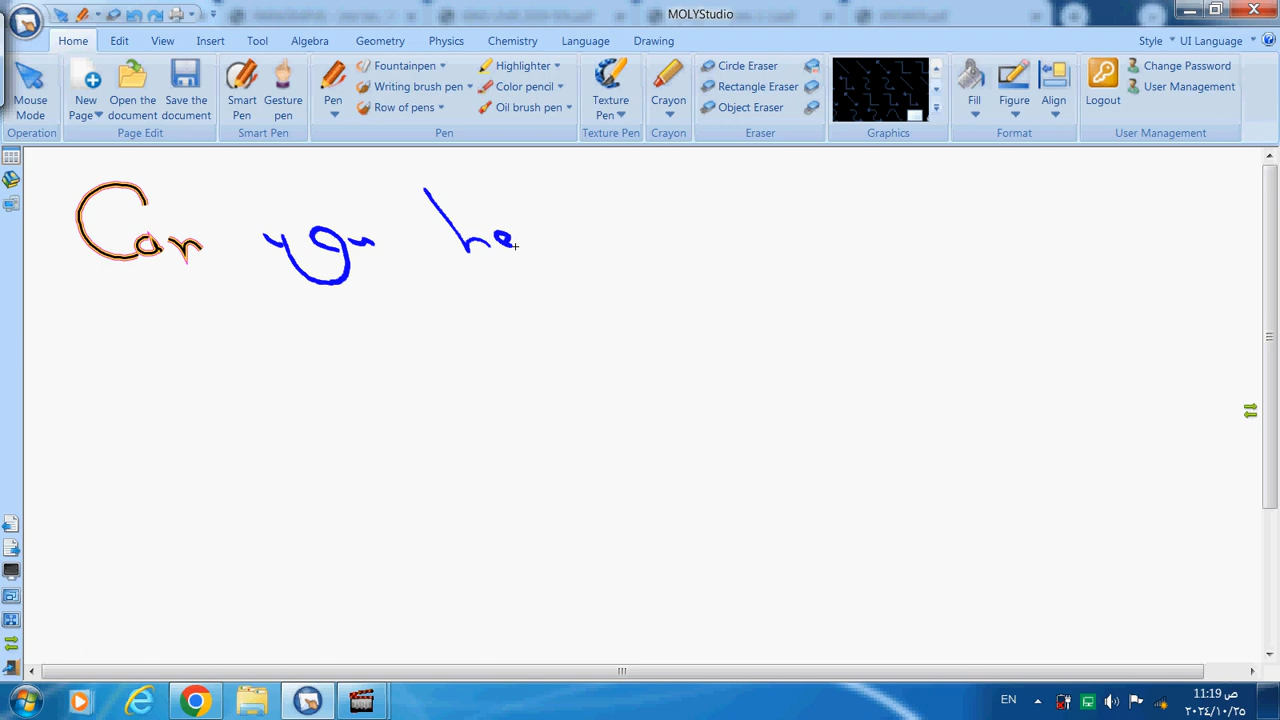 MOLYStudio
Home Edit View Insert Tool Algebra Geometry Physics Chemistry Language Drawing Style UI Language
Fountainpen Highlighter Circle Eraser Change Password
Writing brush pen Color pencil Rectangle Eraser User Management
Mouse Mode New Page Open the document Save the document Smart Pen Gesture pen Pen Row of pens Oil brush pen Texture Pen Crayon Object Eraser Fill Figure Align Logout
Operation Page Edit Smart Pen Pen Texture Pen Crayon Eraser Graphics Format User Management
Can you he
EN 11:19 ص
٢٠٢٤/١٠/٢٥